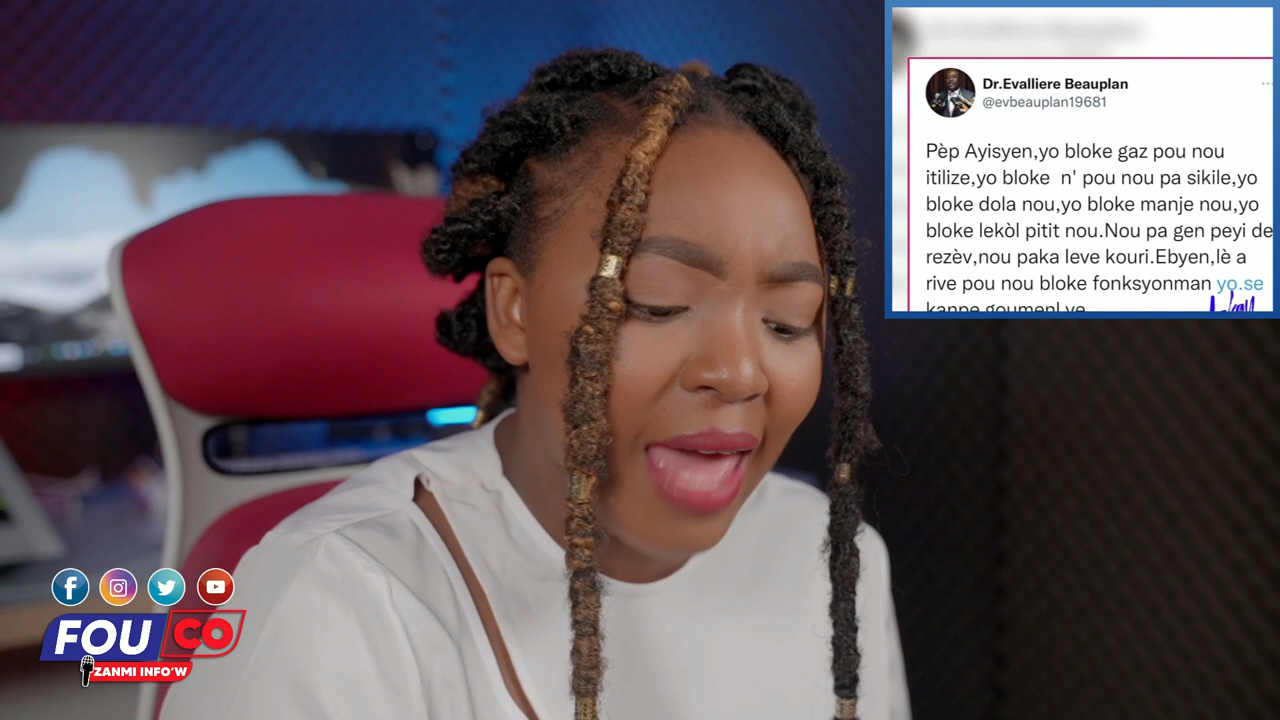 Dr.Evalliere Beauplan
@evbeauplan19681
Pèp Ayisyen,yo bloke gaz pou nou
itilize,yo bloke n' pou nou pa sikile,yo
bloke dola nou,yo bloke manje nou,yo
bloke lekòl pitit nou.Nou pa gen peyi de
rezèv,nou paka leve kouri.Ebyen,lè a
rive pou nou bloke fonksyonman yo.se
kanpe goumen!
FOU CO
ZANMI INFO'W